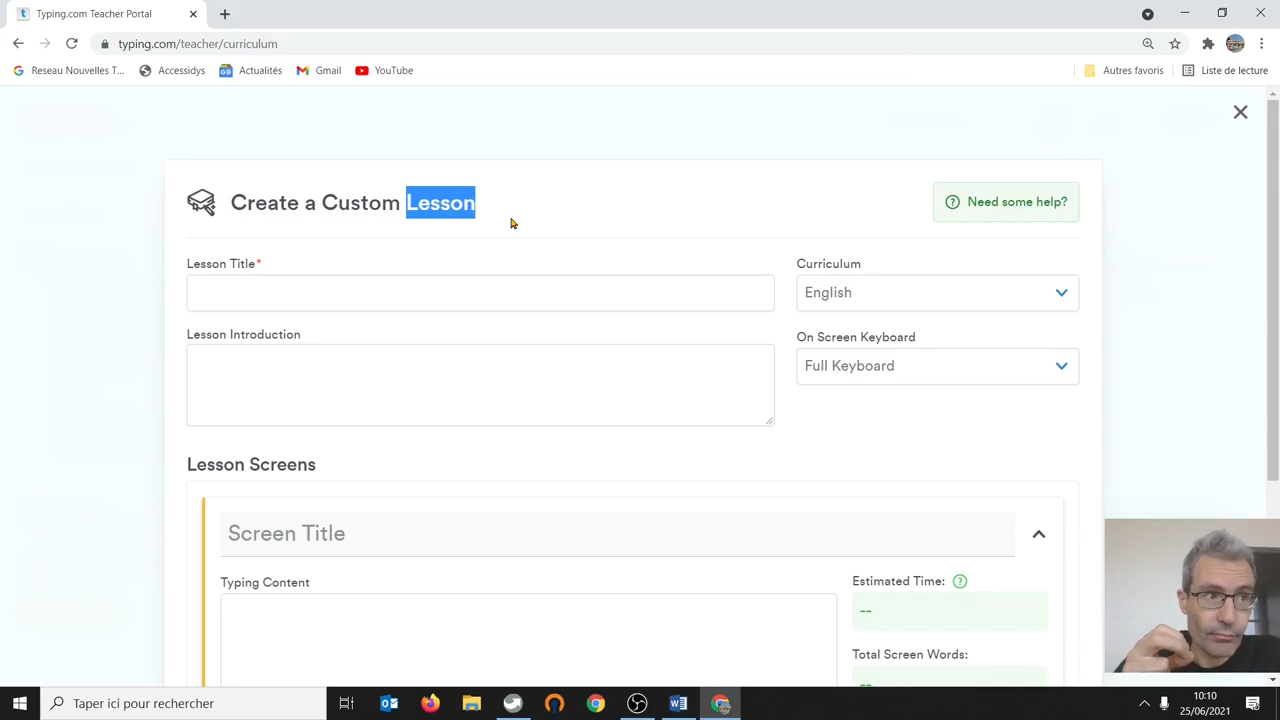 Typing.com Teacher Portal
typing.com/teacher/curriculum
Reseau Nouvelles T... Accessidys Actualités Gmail YouTube Autres favoris Liste de lecture
Create a Custom Lesson
Need some help?
Lesson Title*
Curriculum
English
Lesson Introduction
On Screen Keyboard
Full Keyboard
Lesson Screens
Screen Title
Typing Content
Estimated Time:
--
Total Screen Words:
--
Taper ici pour rechercher
10:10
25/06/2021